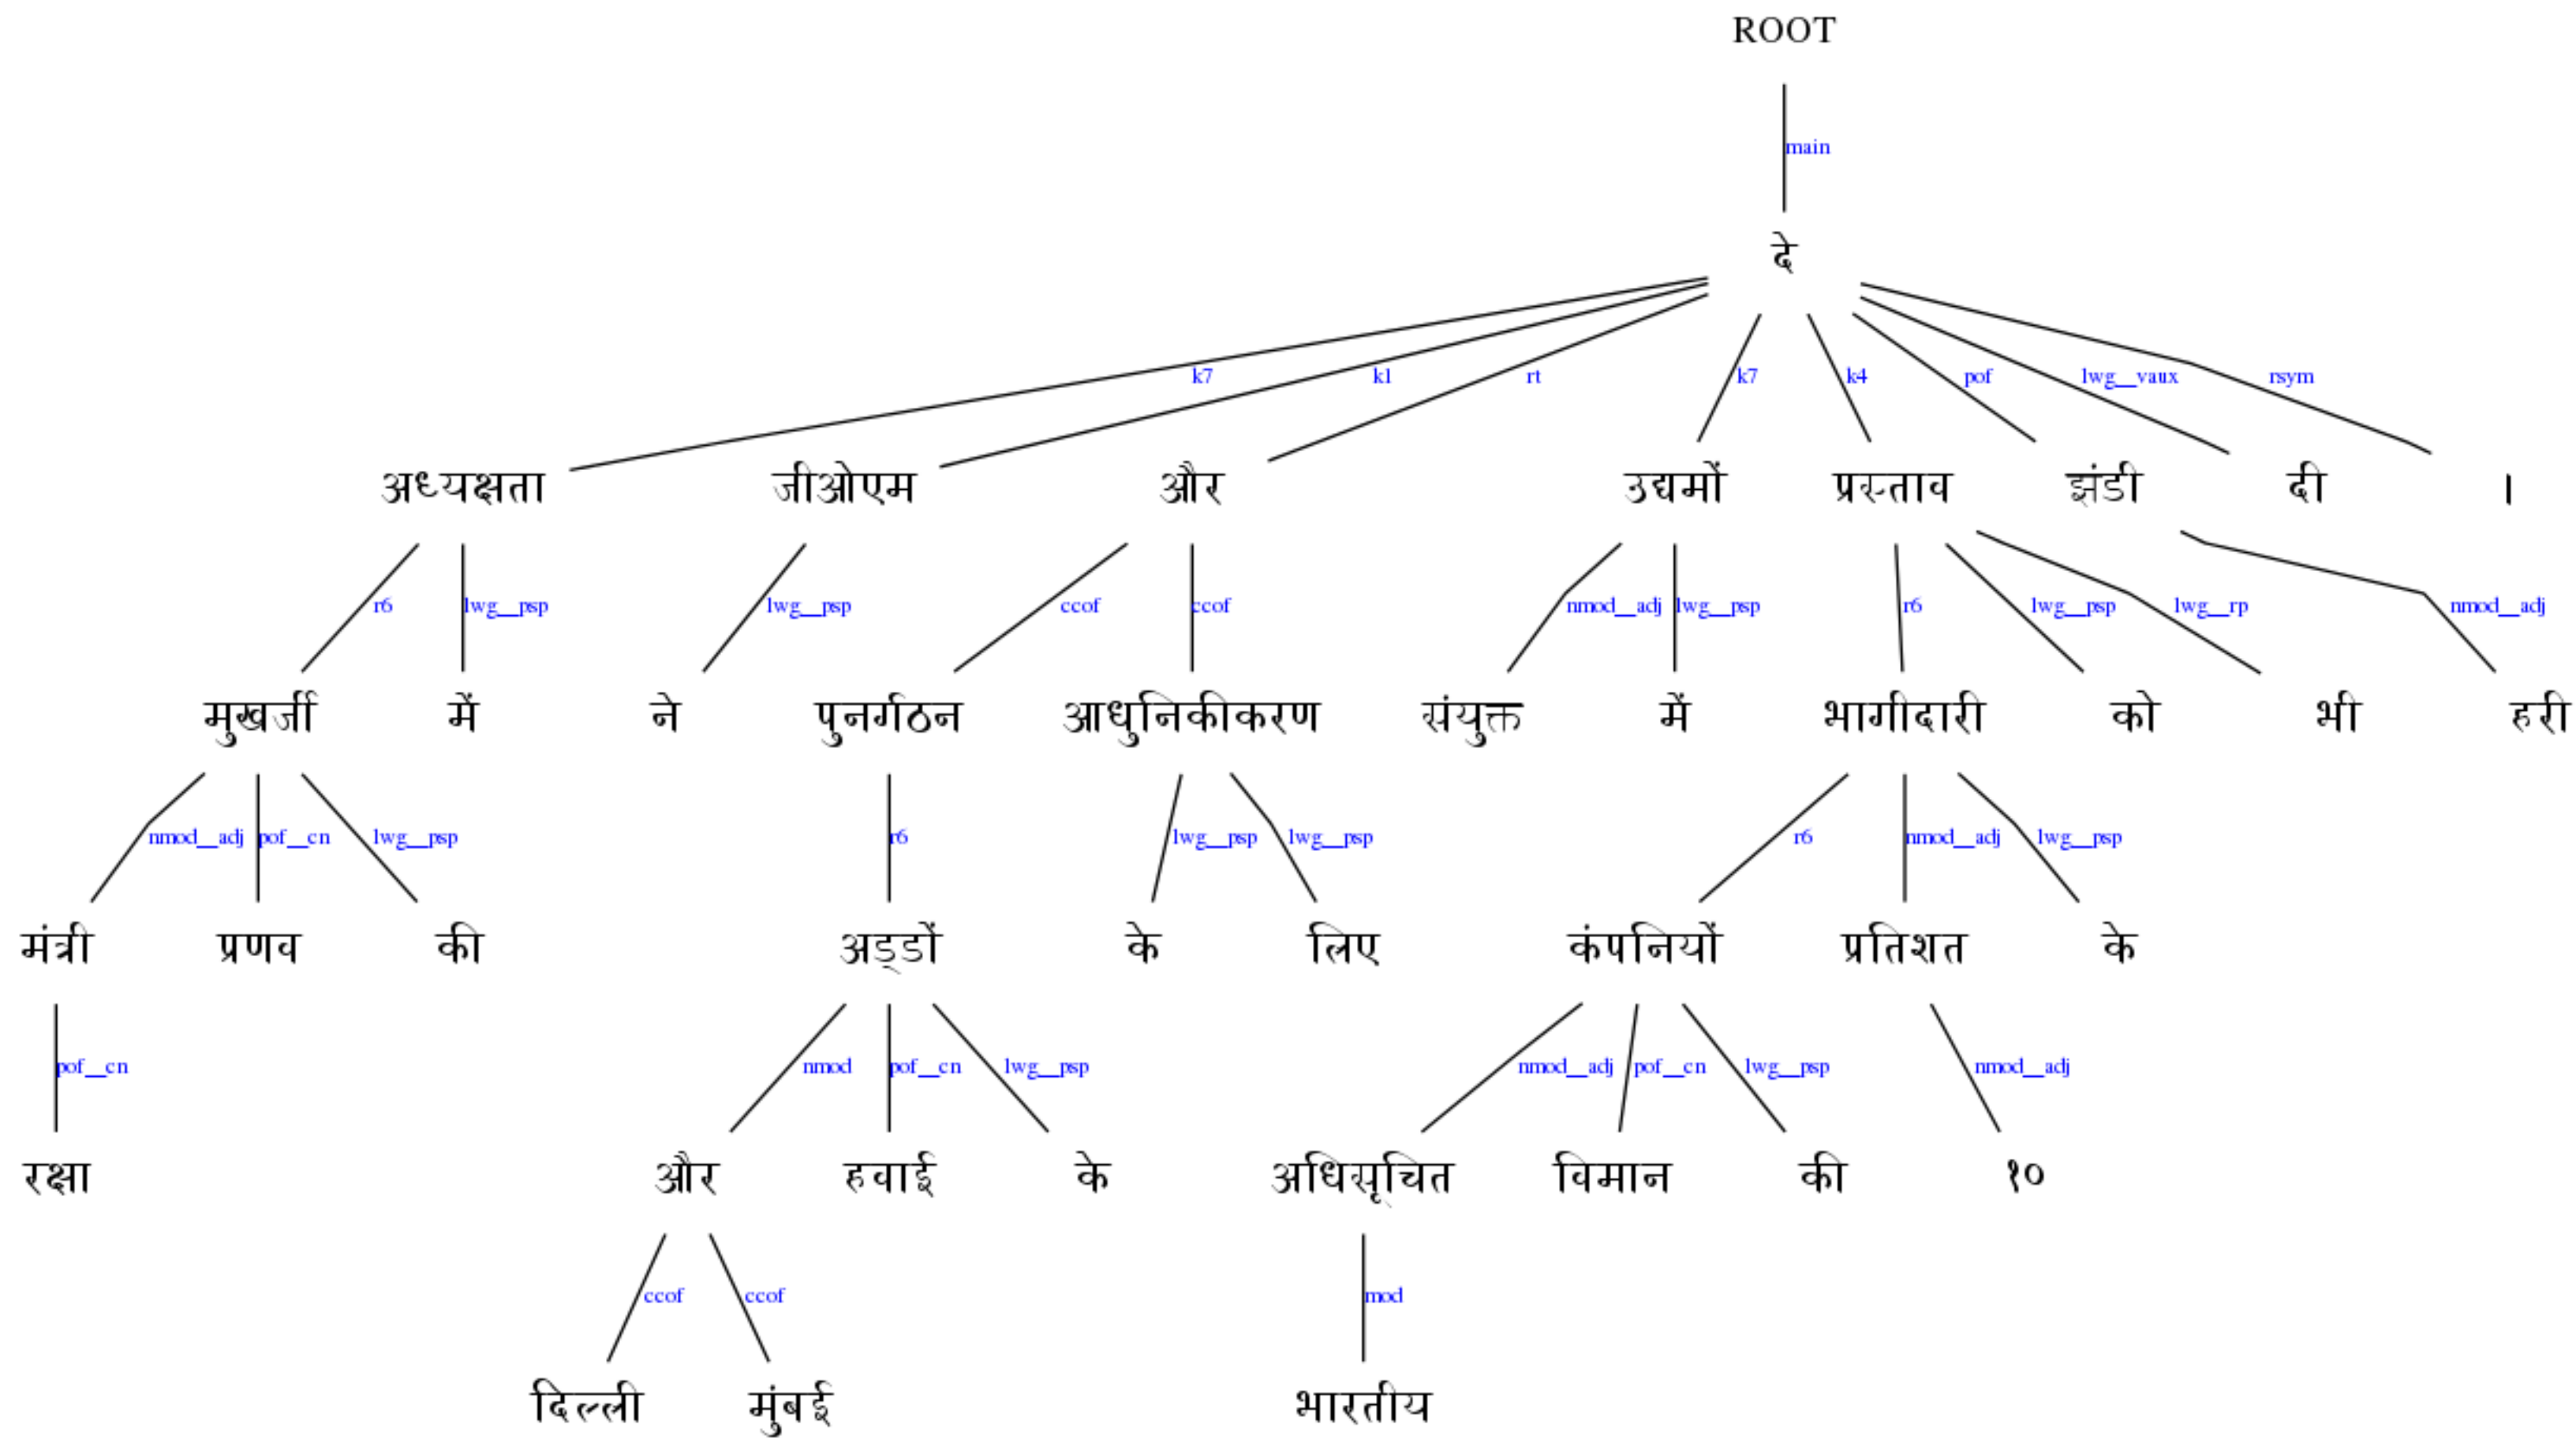 ROOT
main
दे
k7 k1 rt k7 k4 pof lwg__vaux rsym
अध्यक्षता जीओएम और उद्यमों प्रस्ताव झंडी दी ।
r6 lwg__psp lwg__psp ccof ccof nmod__adj lwg__psp r6 lwg__psp lwg__rp nmod__adj
मुखर्जी में ने पुनर्गठन आधुनिकीकरण संयुक्त में भागीदारी को भी हरी
nmod__adj pof__cn lwg__psp r6 lwg__psp lwg__psp r6 nmod__adj lwg__psp
मंत्री प्रणव की अड्डों के लिए कंपनियों प्रतिशत के
pof__cn nmod pof__cn lwg__psp nmod__adj pof__cn lwg__psp nmod__adj
रक्षा और हवाई के अधिसूचित विमान की १०
ccof ccof mod
दिल्ली मुंबई भारतीय